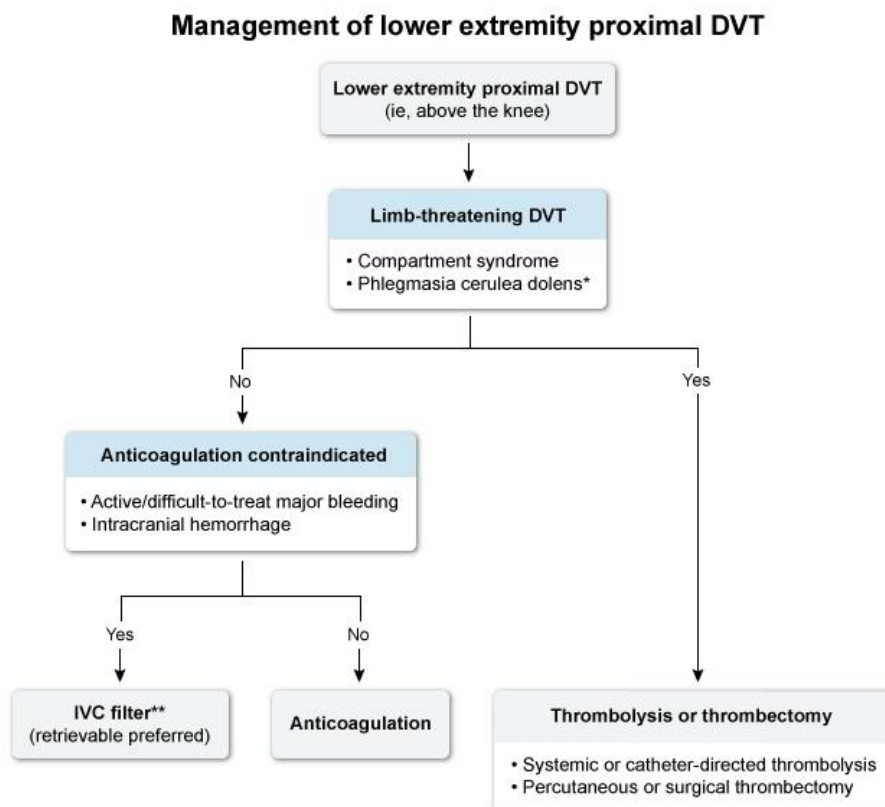 Management of lower extremity proximal DVT
Lower extremity proximal DVT
(ie, above the knee)
Limb-threatening DVT
• Compartment syndrome
• Phlegmasia cerulea dolens*
No
Yes
Anticoagulation contraindicated
• Active/difficult-to-treat major bleeding
• Intracranial hemorrhage
Yes
No
IVC filter**
(retrievable preferred)
Anticoagulation
Thrombolysis or thrombectomy
• Systemic or catheter-directed thrombolysis
• Percutaneous or surgical thrombectomy